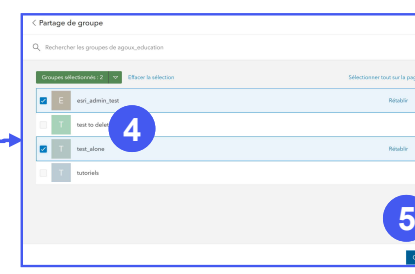 < Partage de groupe
Rechercher les groupes de agoux_education
Groupes sélectionnés : 2 Effacer la sélection Sélectionner tout sur la pag
E esri_admin_test Rétablir
T test to delet
4
T test_alone Rétablir
T tutoriels
5